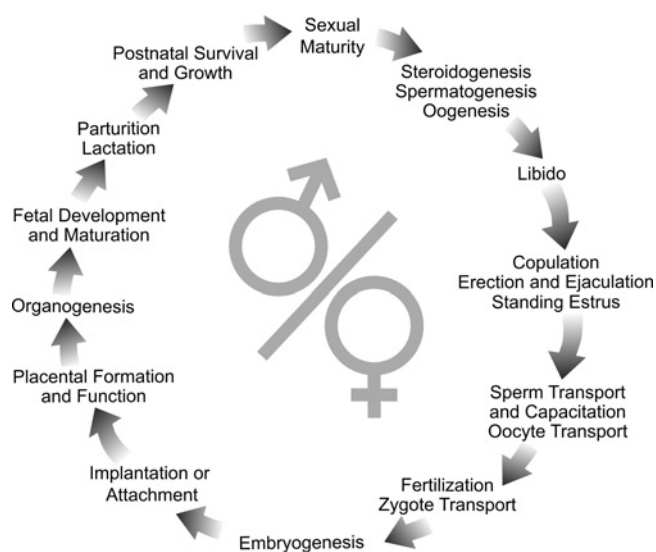 Sexual
Maturity
Steroidogenesis
Spermatogenesis
Oogenesis
Libido
Copulation
Erection and Ejaculation
Standing Estrus
Sperm Transport
and Capacitation
Oocyte Transport
Fertilization
Zygote Transport
Embryogenesis
Implantation or
Attachment
Placental Formation
and Function
Organogenesis
Fetal Development
and Maturation
Parturition
Lactation
Postnatal Survival
and Growth